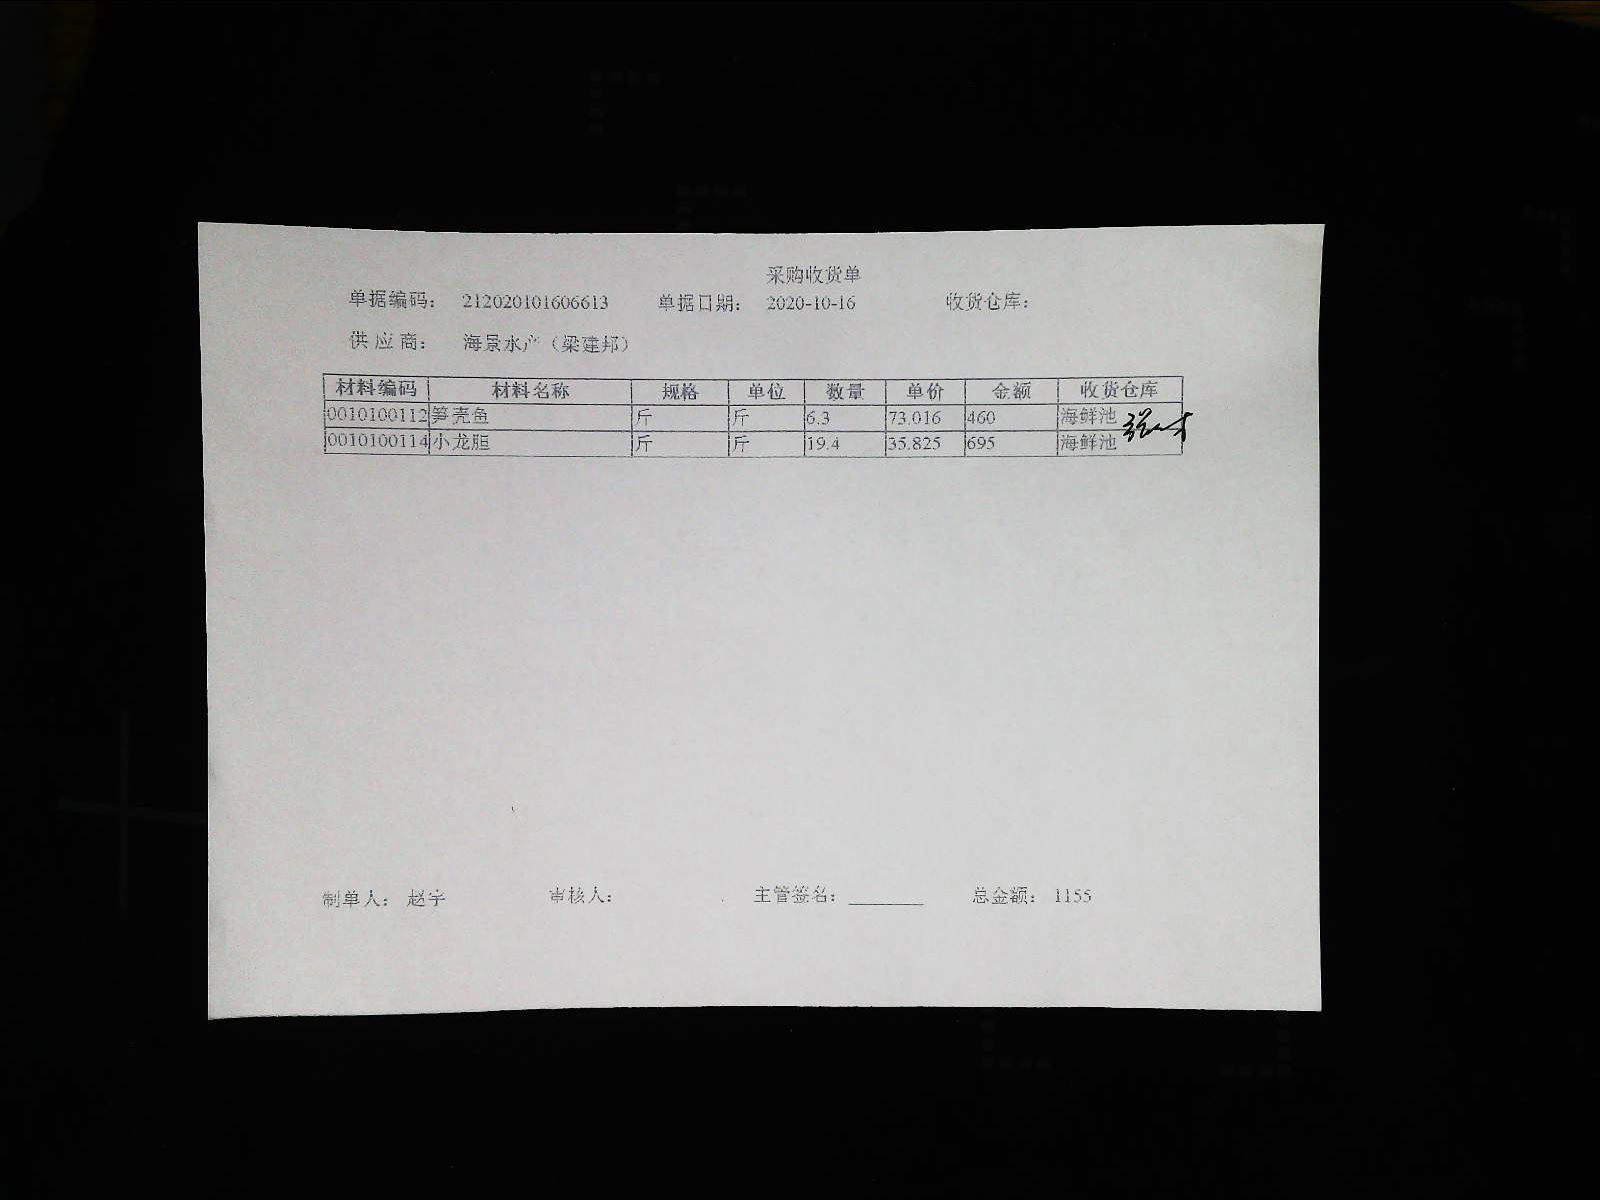 采购收货单
单据编码： 212020101606613 单据日期： 2020-10-16 收货仓库：
供 应 商： 海景水产（梁建邦）
材料编码 材料名称 规格 单位 数量 单价 金额 收货仓库
0010100112 笋壳鱼 斤 斤 6.3 73.016 460 海鲜池
0010100114 小龙胆 斤 斤 19.4 35.825 695 海鲜池
制单人： 赵宇 审核人： 主管签名： ________ 总金额： 1155